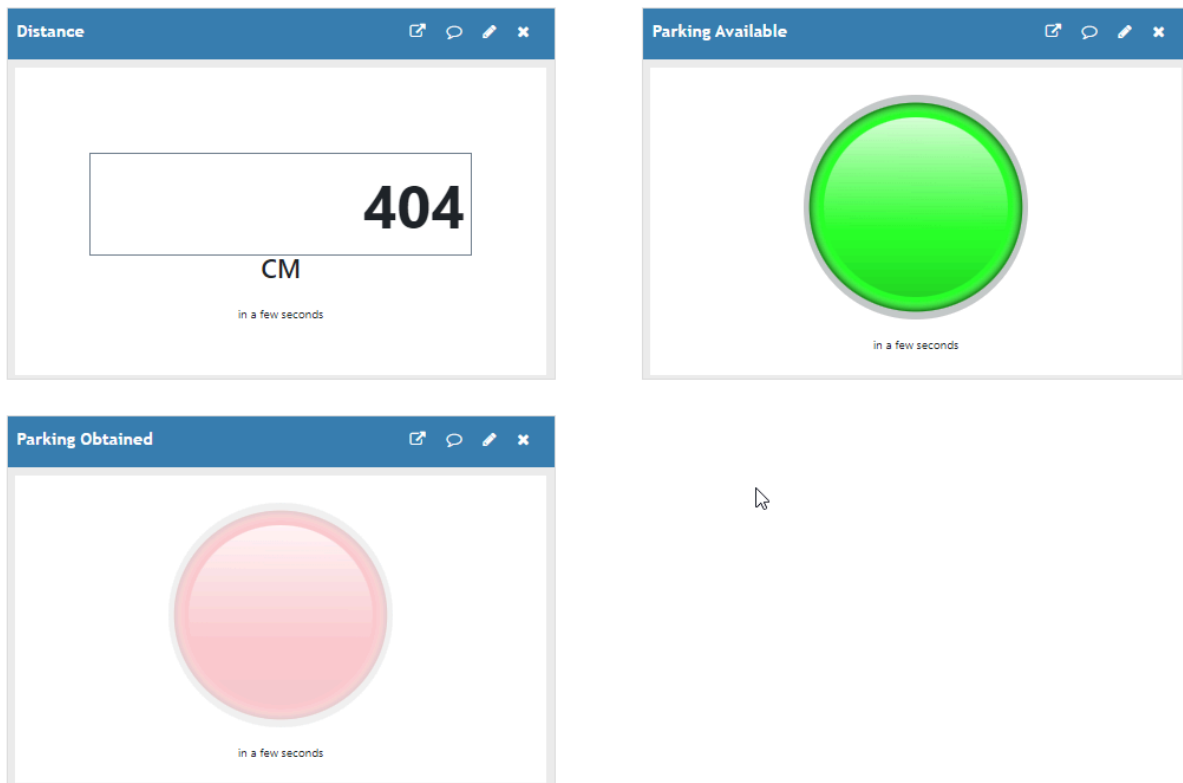 Distance
404
CM
in a few seconds
Parking Available
in a few seconds
Parking Obtained
in a few seconds